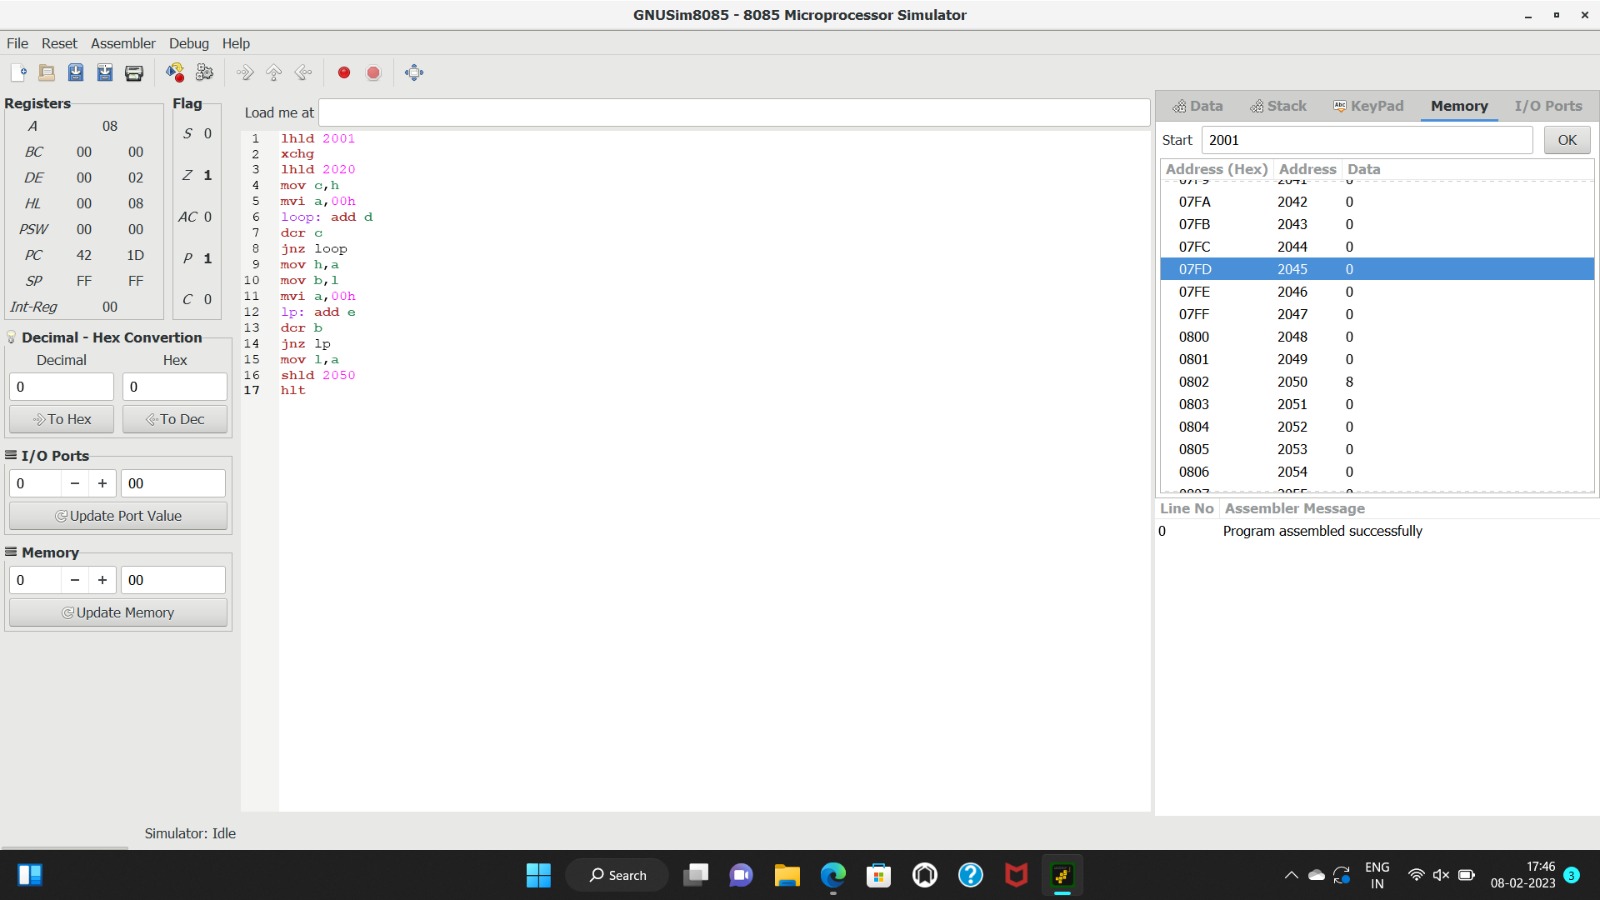 GNUSim8085 - 8085 Microprocessor Simulator
File Reset Assembler Debug Help
Registers
A 08
BC 00 00
DE 00 02
HL 00 08
PSW 00 00
PC 42 1D
SP FF FF
Int-Reg 00
Flag
S 0
Z 1
AC 0
P 1
C 0
Decimal - Hex Convertion
Decimal Hex
0 0
To Hex To Dec
I/O Ports
0 - + 00
Update Port Value
Memory
0 - + 00
Update Memory
Load me at
1 lhld 2001
2 xchg
3 lhld 2020
4 mov c,h
5 mvi a,00h
6 loop: add d
7 dcr c
8 jnz loop
9 mov h,a
10 mov b,l
11 mvi a,00h
12 lp: add e
13 dcr b
14 jnz lp
15 mov l,a
16 shld 2050
17 hlt
Data Stack Abc KeyPad Memory I/O Ports
Start 2001 OK
Address (Hex) Address Data
07F9 2041 0
07FA 2042 0
07FB 2043 0
07FC 2044 0
07FD 2045 0
07FE 2046 0
07FF 2047 0
0800 2048 0
0801 2049 0
0802 2050 8
0803 2051 0
0804 2052 0
0805 2053 0
0806 2054 0
0807 2055 0
Line No Assembler Message
0 Program assembled successfully
Simulator: Idle
Search
ENG
IN
17:46
08-02-2023
3